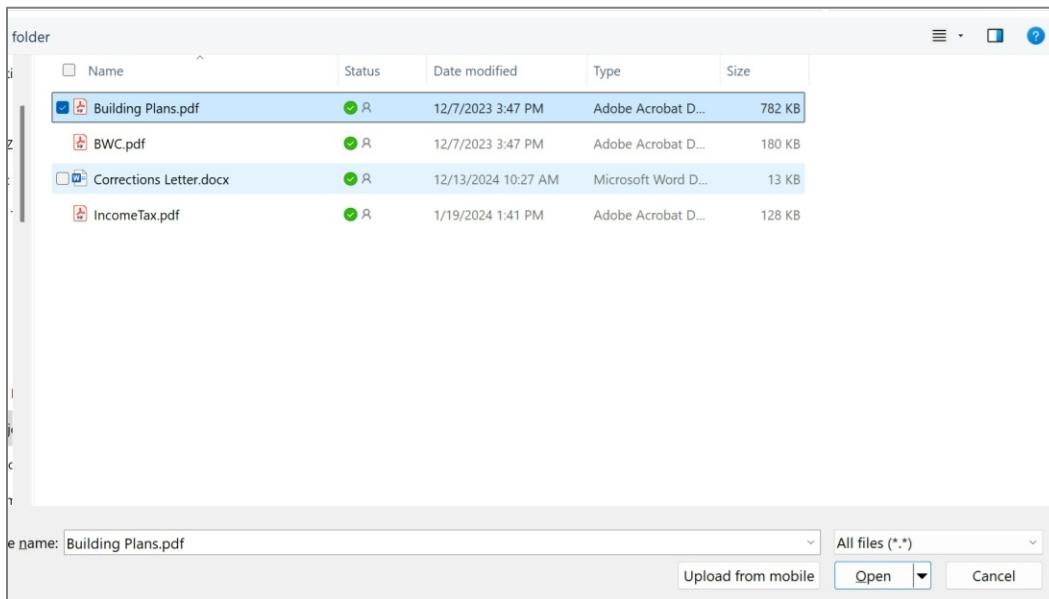 folder
Name Status Date modified Type Size
Building Plans.pdf 12/7/2023 3:47 PM Adobe Acrobat D... 782 KB
BWC.pdf 12/7/2023 3:47 PM Adobe Acrobat D... 180 KB
Corrections Letter.docx 12/13/2024 10:27 AM Microsoft Word D... 13 KB
IncomeTax.pdf 1/19/2024 1:41 PM Adobe Acrobat D... 128 KB
e name: Building Plans.pdf All files (*.*)
Upload from mobile Open Cancel